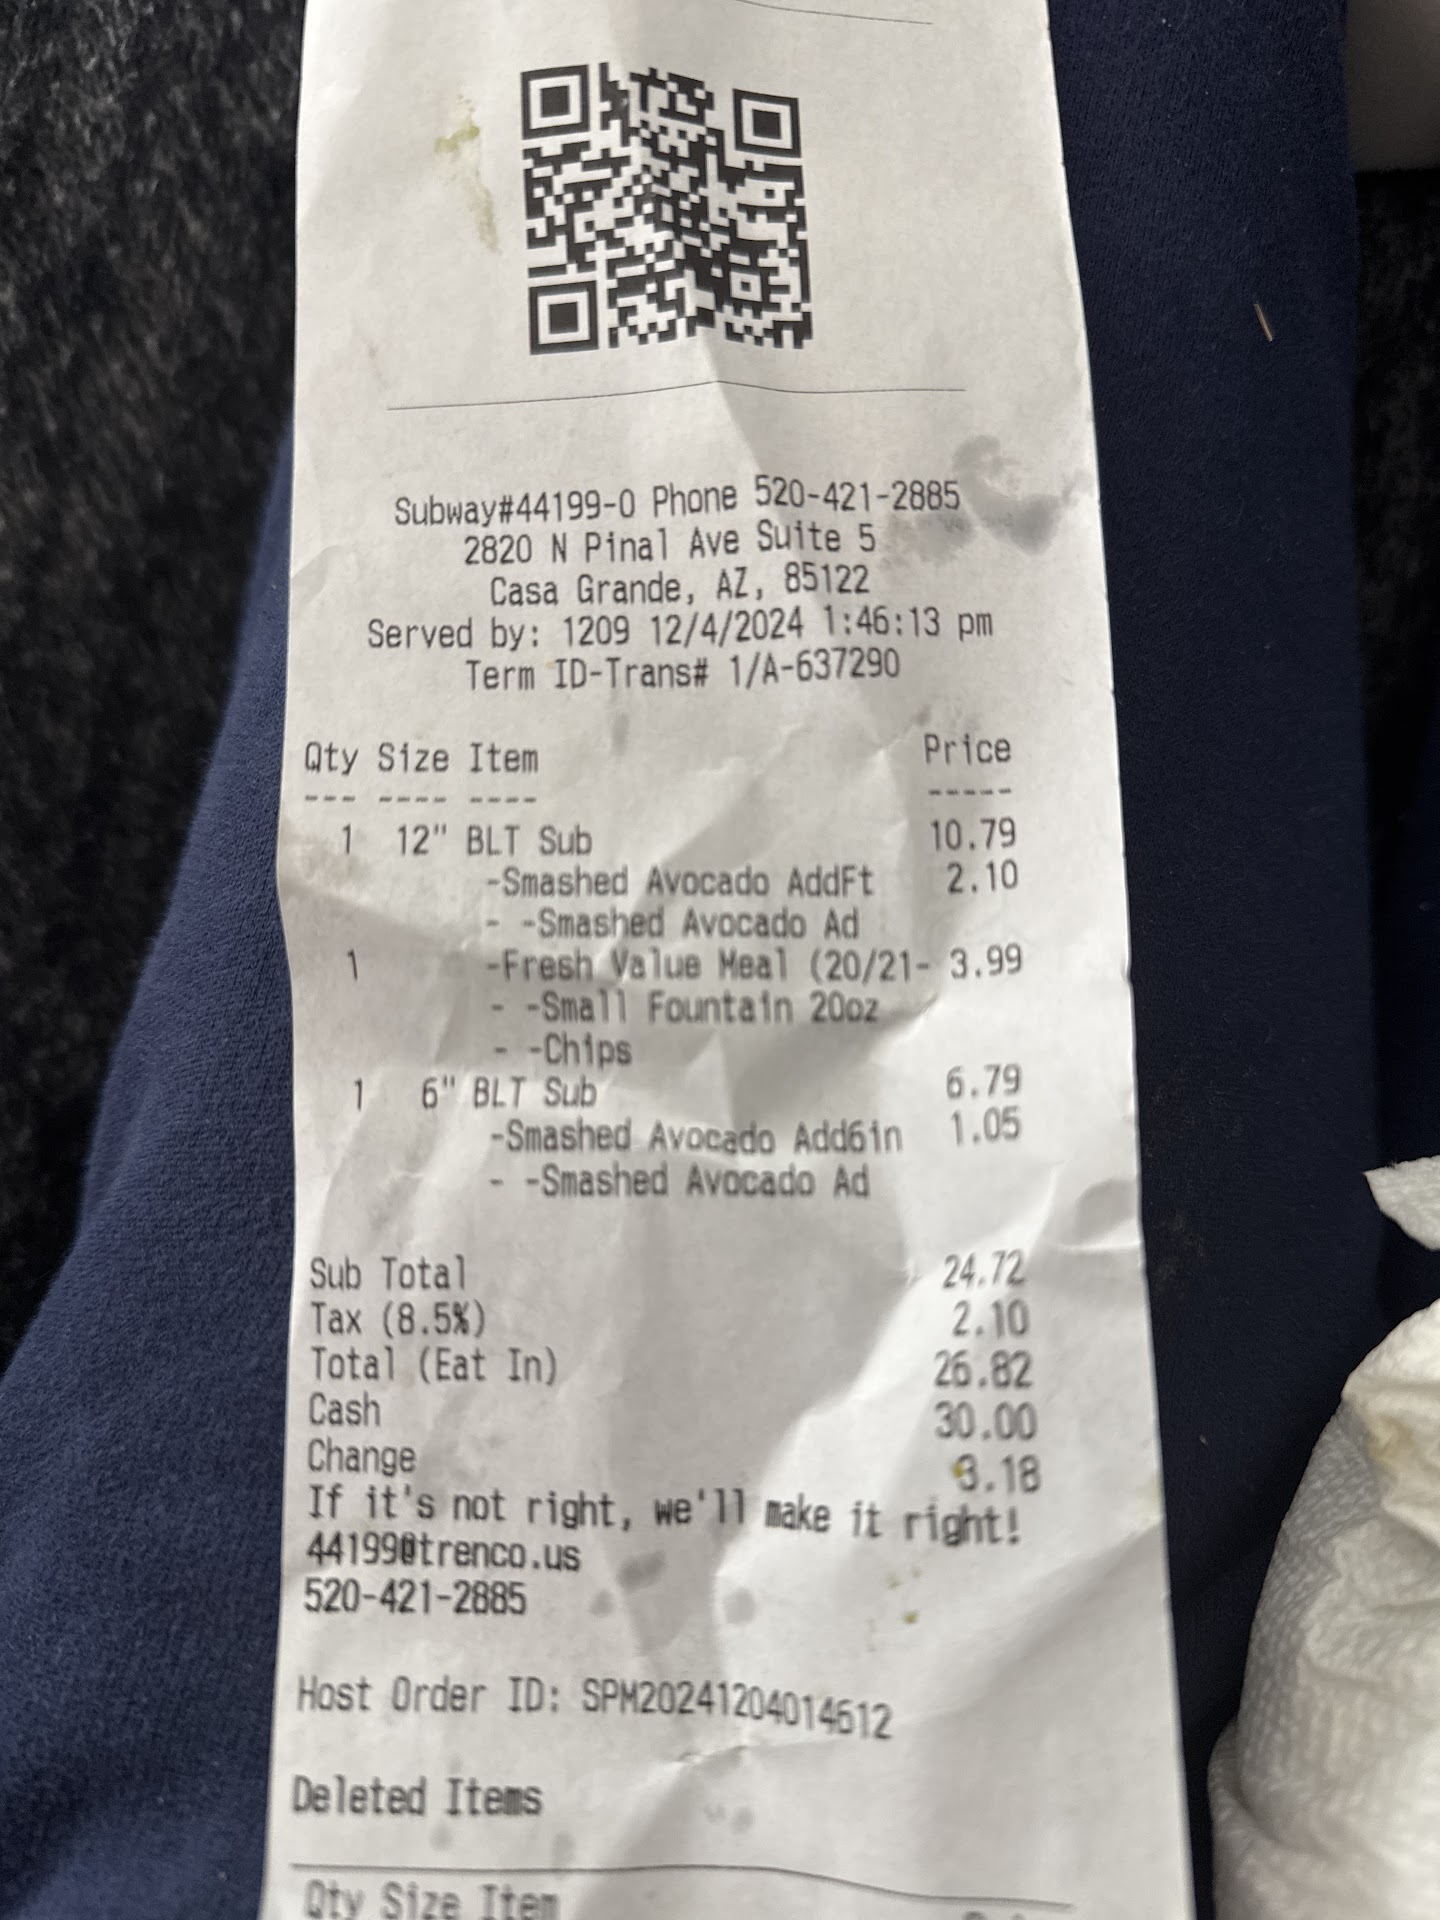 Subway#44199-0 Phone 520-421-2885
2820 N Pinal Ave Suite 5
Casa Grande, AZ, 85122
Served by: 1209 12/4/2024 1:46:13 pm
Term ID-Trans# 1/A-637290
Qty Size Item Price
--- ---- ---- -----
1 12" BLT Sub 10.79
-Smashed Avocado AddFt 2.10
- -Smashed Avocado Ad
1 -Fresh Value Meal (20/21- 3.99
- -Small Fountain 20oz
- -Chips
1 6" BLT Sub 6.79
-Smashed Avocado Add6in 1.05
- -Smashed Avocado Ad
Sub Total 24.72
Tax (8.5%) 2.10
Total (Eat In) 26.82
Cash 30.00
Change 3.18
If it's not right, we'll make it right!
44199@trenco.us
520-421-2885
Host Order ID: SPM20241204014612
Deleted Items
Qty Size Item